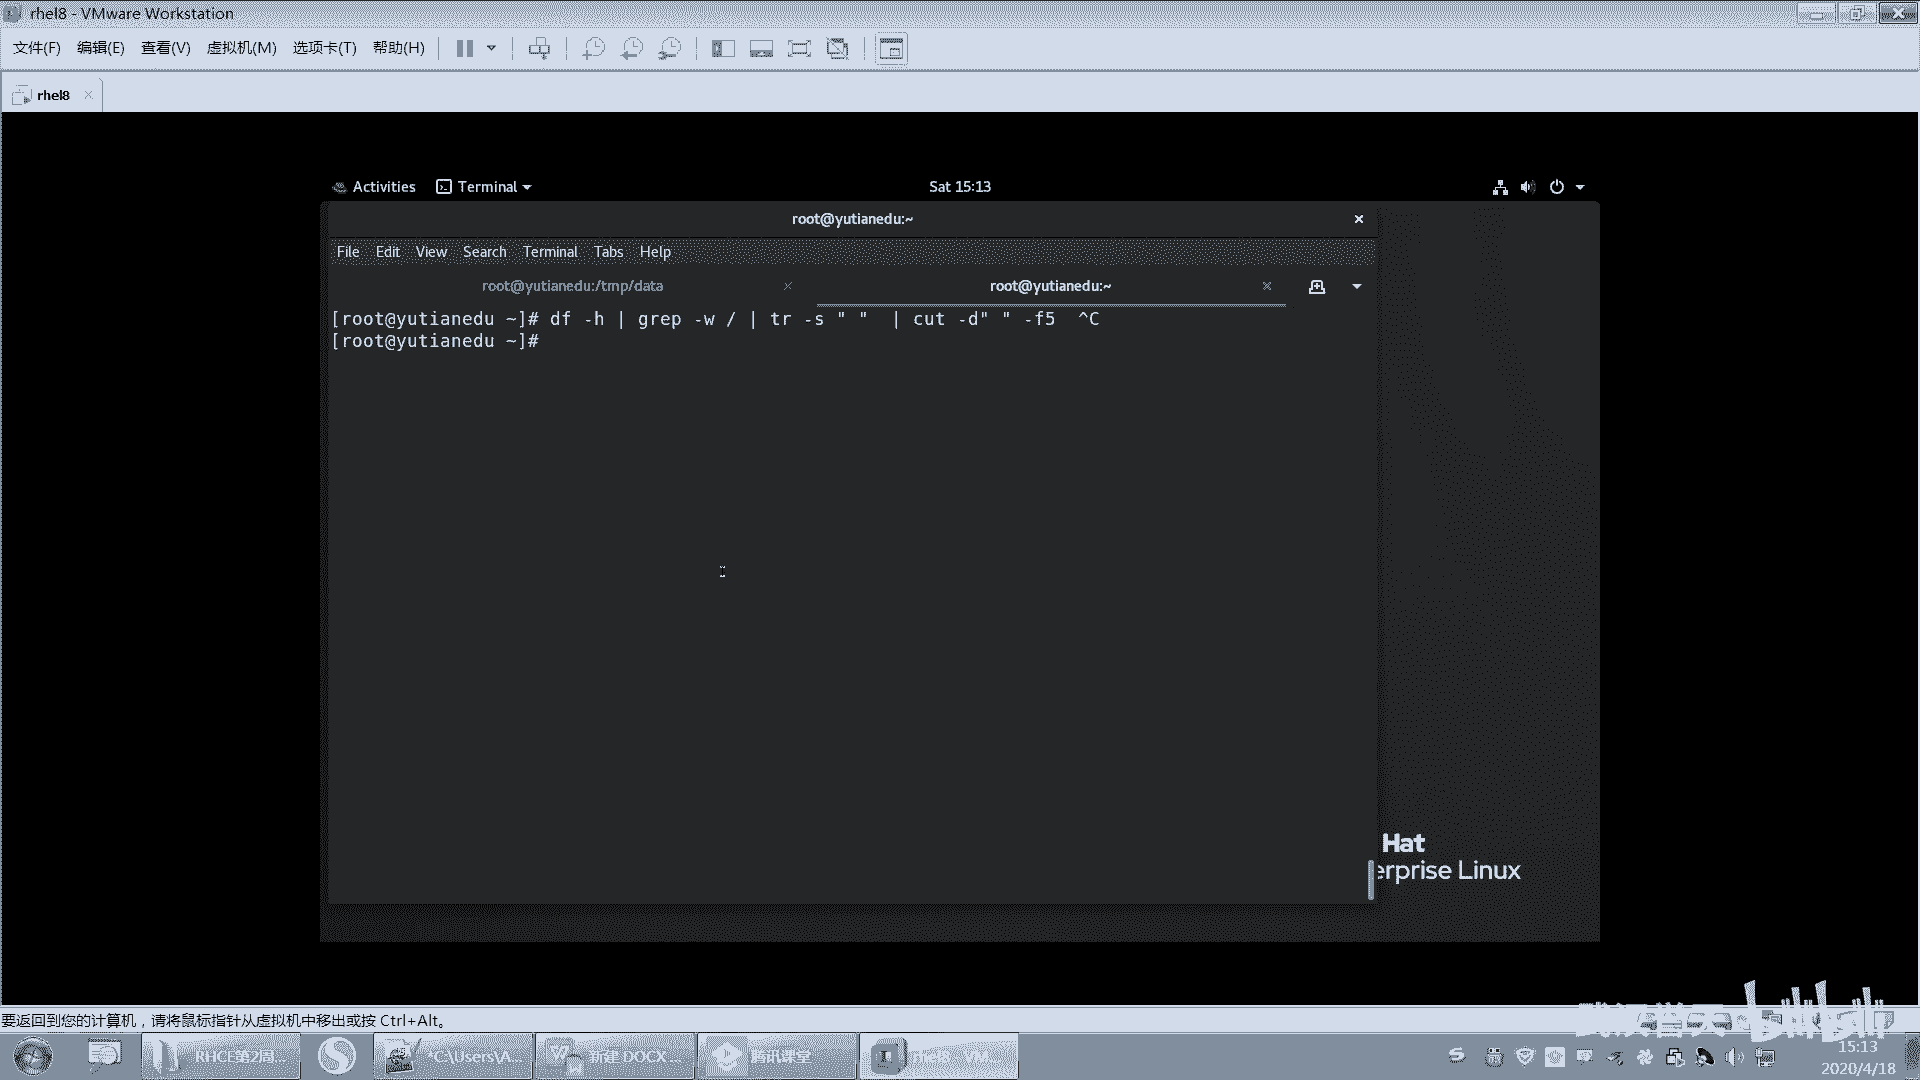 rhel8 - VMware Workstation
文件(F) 编辑(E) 查看(V) 虚拟机(M) 选项卡(T) 帮助(H)
rhel8
Activities Terminal Sat 15:13
root@yutianedu:~
File Edit View Search Terminal Tabs Help
root@yutianedu:/tmp/data root@yutianedu:~
[root@yutianedu ~]# df -h | grep -w / | tr -s " "  | cut -d" " -f5  ^C
[root@yutianedu ~]#
Hat
erprise Linux
要返回到您的计算机，请将鼠标指针从虚拟机中移出或按 Ctrl+Alt。
bilibili
RHCE第2周... *C:\Users\A... 新建 DOCX ... 腾讯课堂 rhel8 - VM...
15:13
2020/4/18